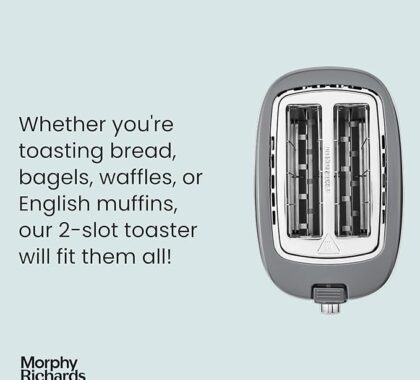 Whether you're
toasting bread,
bagels, waffles, or
English muffins,
our 2-slot toaster
will fit them all!
Morphy
Richards